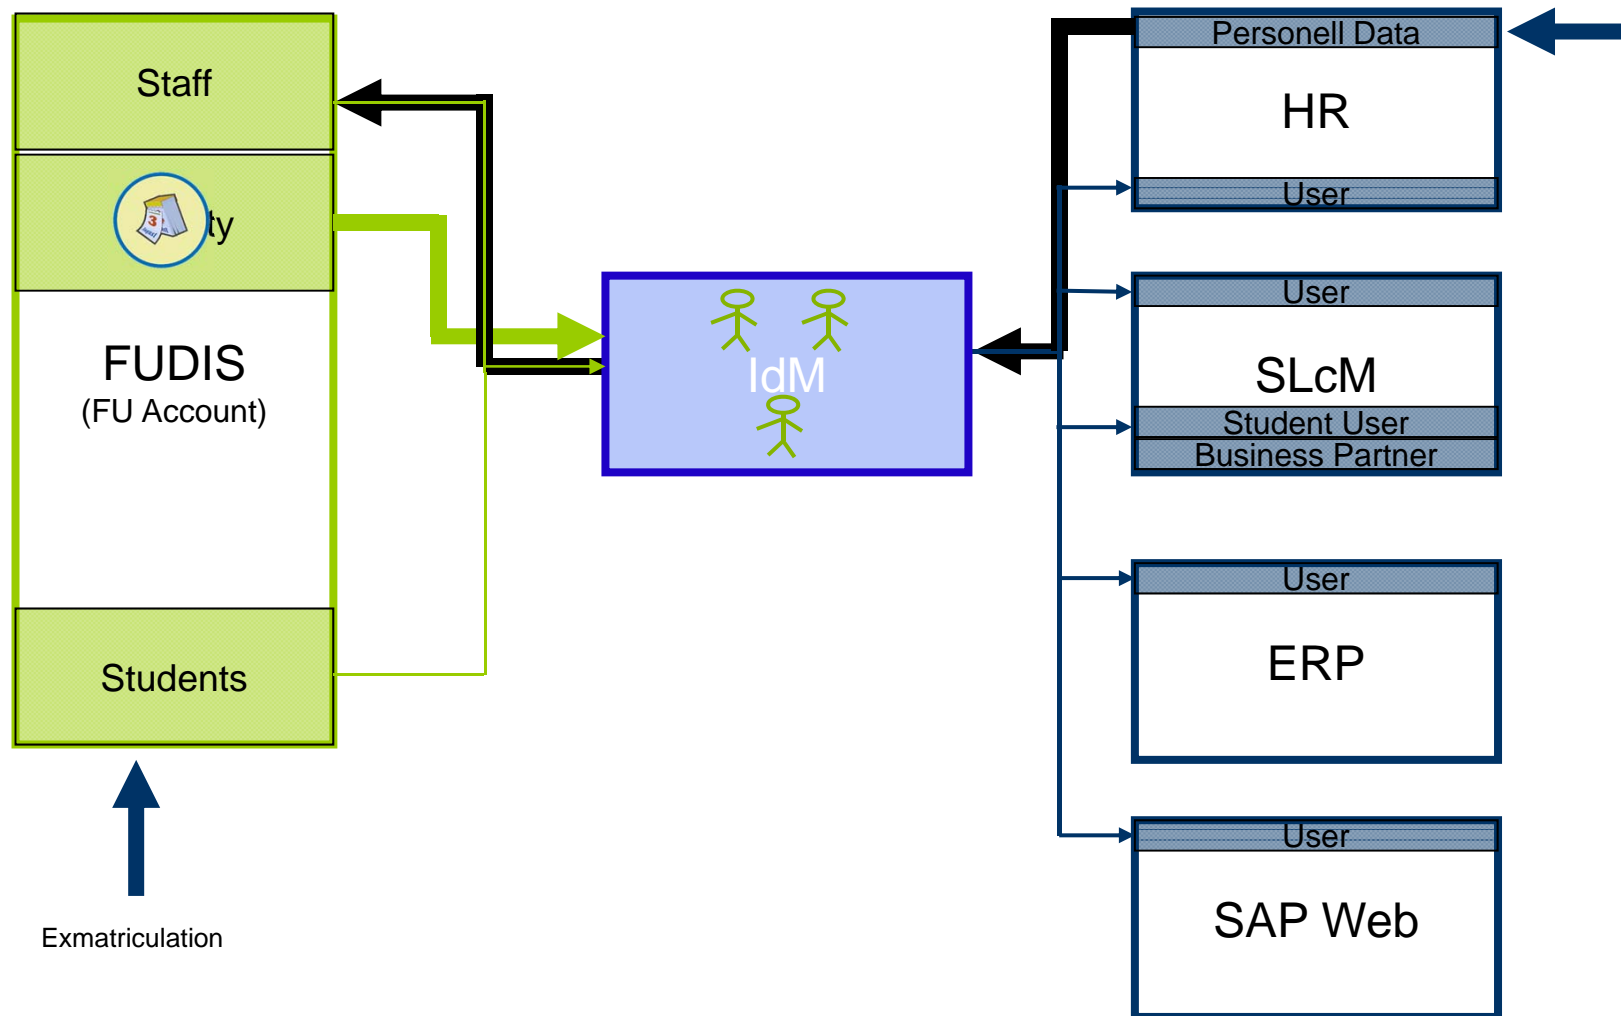 Staff
ty
FUDIS
(FU Account)
Students
Exmatriculation
IdM
Personell Data
HR
User
User
SLcM
Student User
Business Partner
User
ERP
User
SAP Web